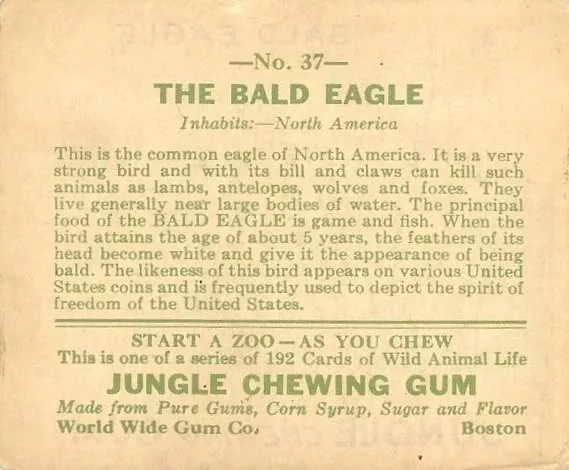 —No. 37—
THE BALD EAGLE
Inhabits:—North America
This is the common eagle of North America. It is a very
strong bird and with its bill and claws can kill such
animals as lambs, antelopes, wolves and foxes. They
live generally near large bodies of water. The principal
food of the BALD EAGLE is game and fish. When the
bird attains the age of about 5 years, the feathers of its
head become white and give it the appearance of being
bald. The likeness of this bird appears on various United
States coins and is frequently used to depict the spirit of
freedom of the United States.
START A ZOO—AS YOU CHEW
This is one of a series of 192 Cards of Wild Animal Life
JUNGLE CHEWING GUM
Made from Pure Gums, Corn Syrup, Sugar and Flavor
World Wide Gum Co. Boston